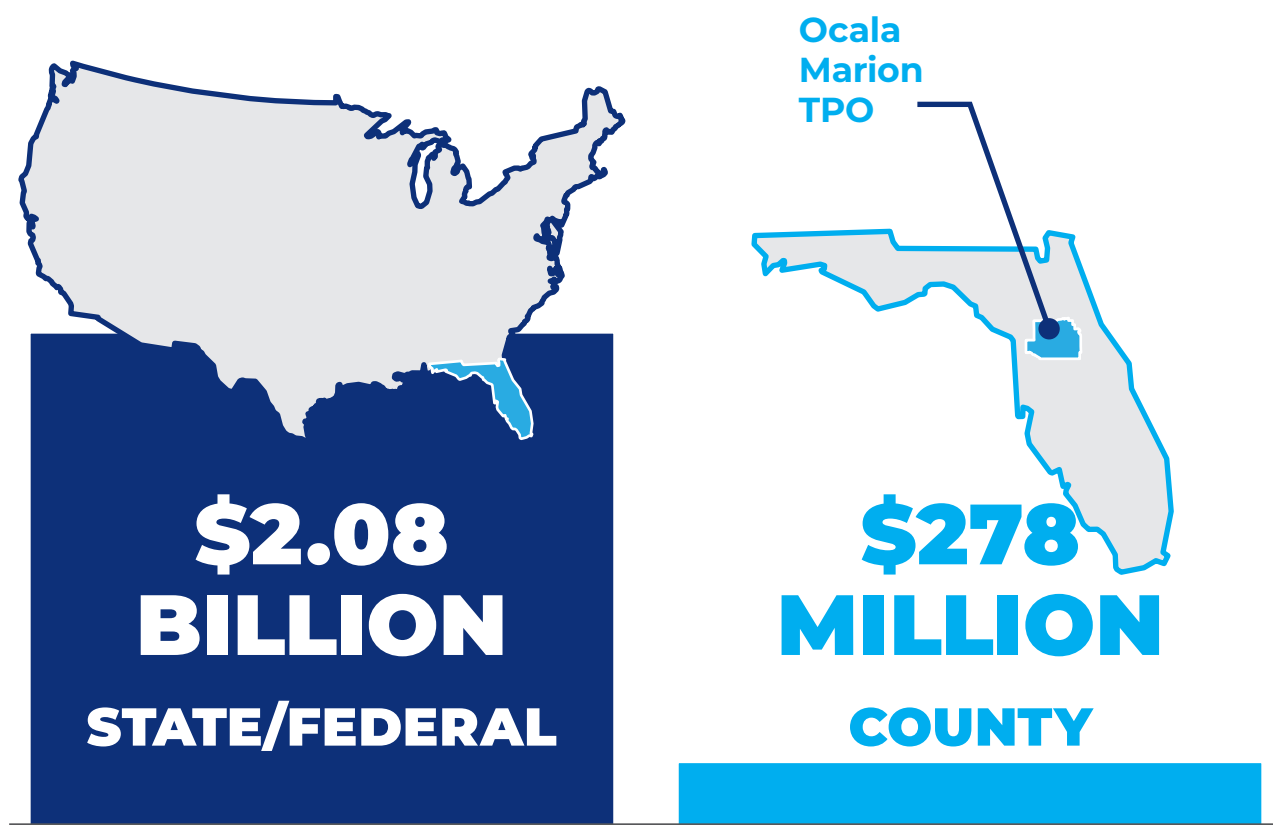 Ocala
Marion
TPO
$2.08
BILLION
STATE/FEDERAL
$278
MILLION
COUNTY